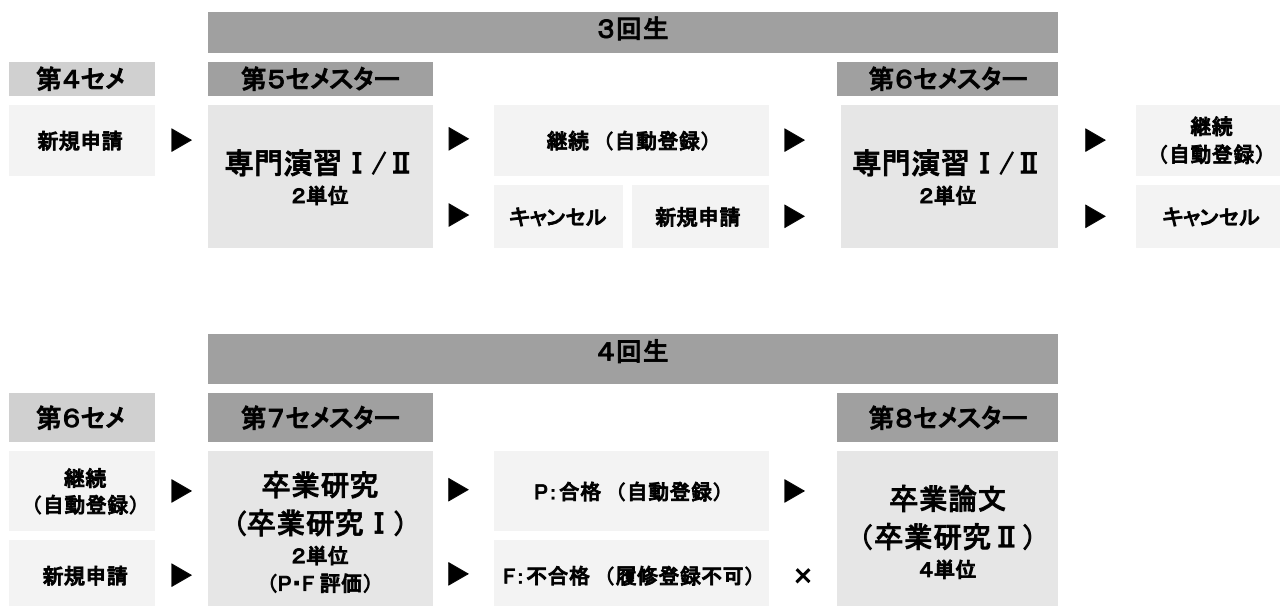 3回生
第4セメ
第5セメスター
第6セメスター
新規申請
▶
専門演習Ⅰ/Ⅱ
2単位
▶
継続 (自動登録)
▶
専門演習Ⅰ/Ⅱ
2単位
▶
継続
(自動登録)
▶
キャンセル
新規申請
▶
▶
キャンセル
4回生
第6セメ
第7セメスター
第8セメスター
継続
(自動登録)
▶
卒業研究
(卒業研究Ⅰ)
2単位
(P・F評価)
▶
P:合格 (自動登録)
▶
卒業論文
(卒業研究Ⅱ)
4単位
新規申請
▶
▶
F:不合格 (履修登録不可)
×